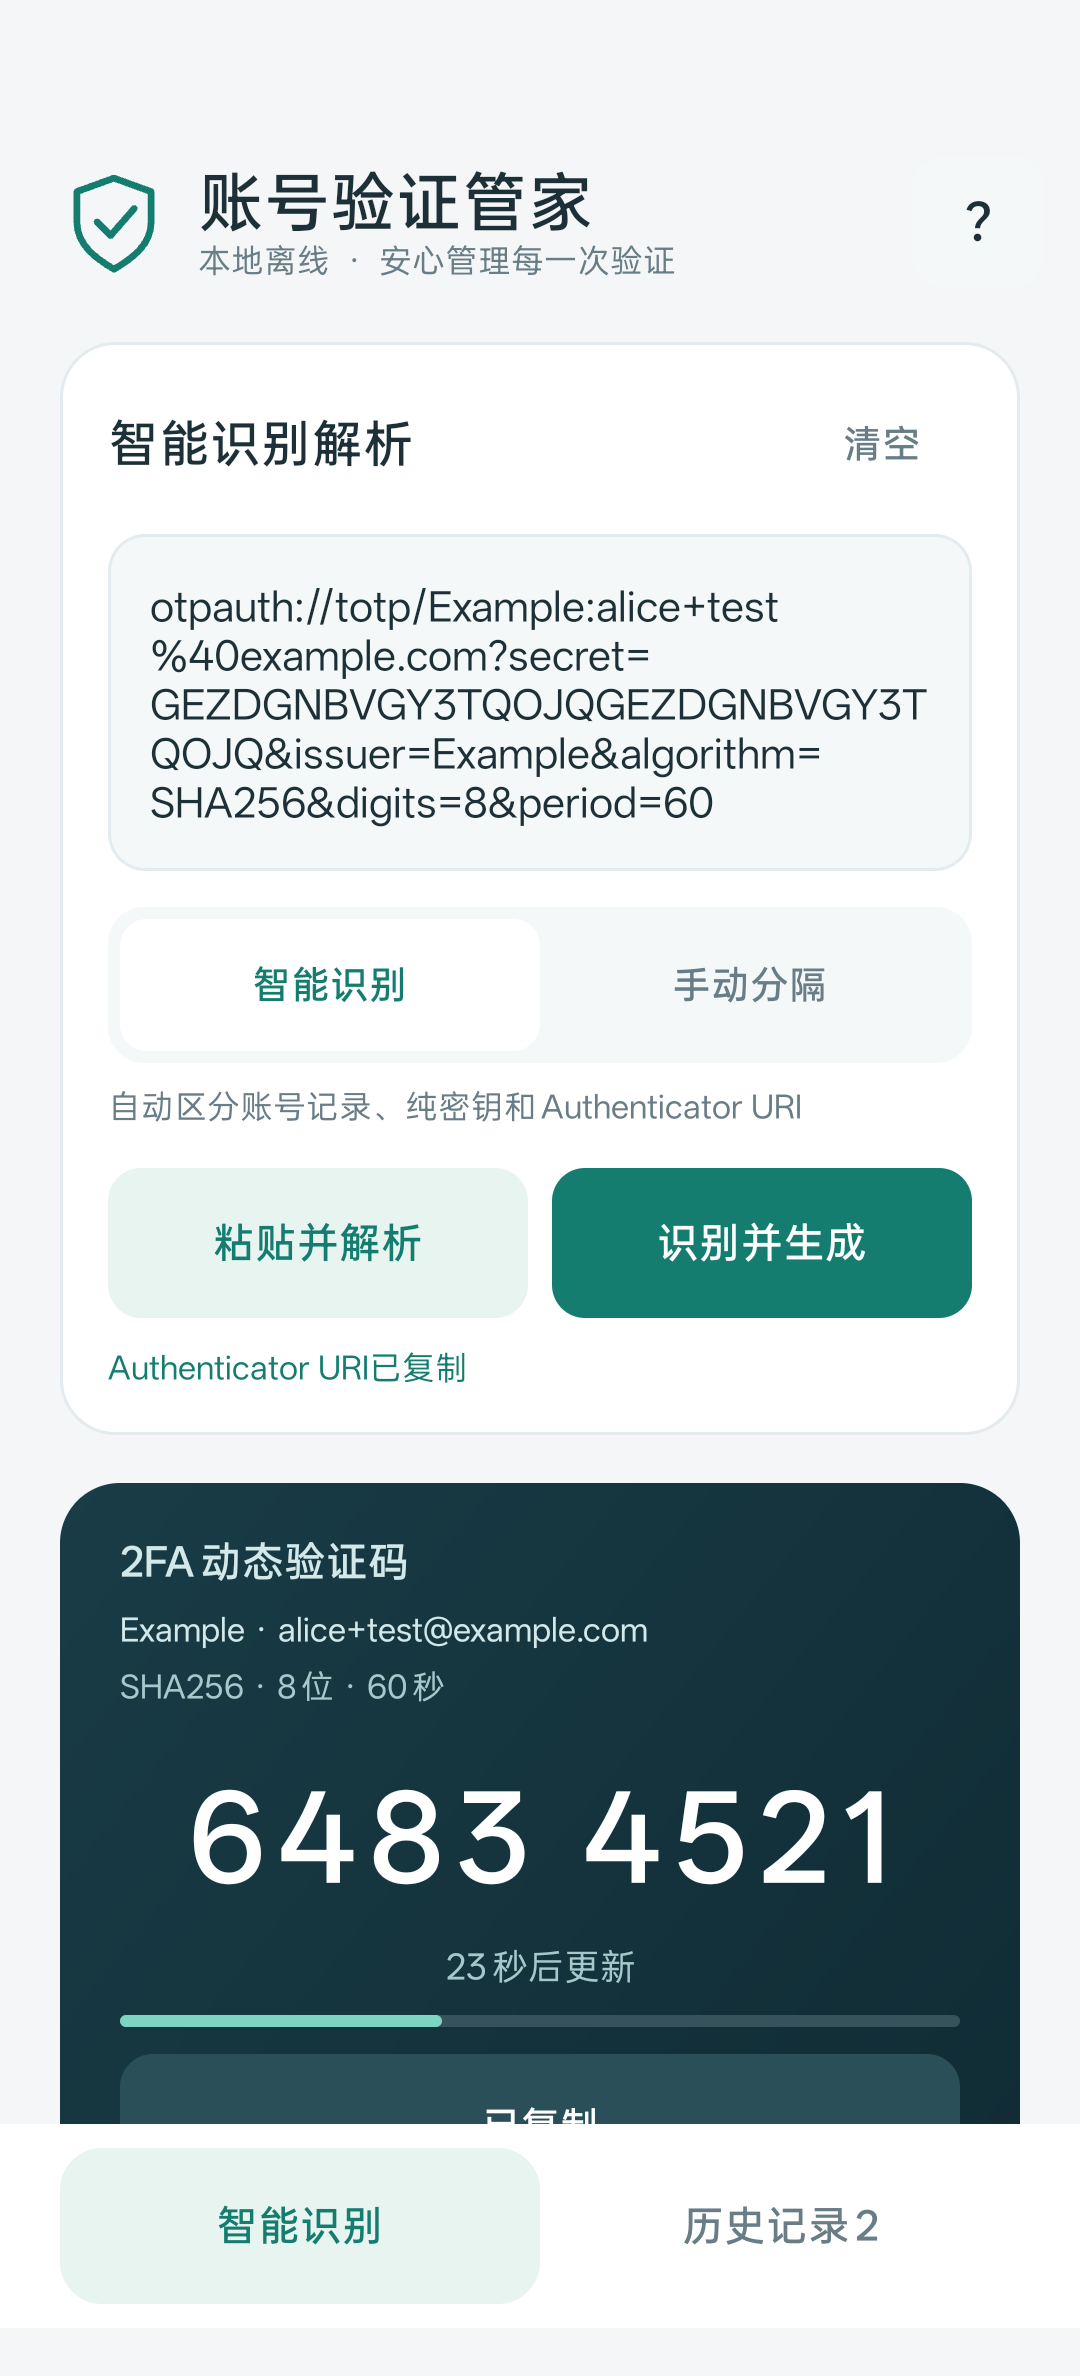 账号验证管家
本地离线 · 安心管理每一次验证
?
智能识别解析
清空
otpauth://totp/Example:alice+test
%40example.com?secret=
GEZDGNBVGY3TQOJQGEZDGNBVGY3T
QOJQ&issuer=Example&algorithm=
SHA256&digits=8&period=60
智能识别
手动分隔
自动区分账号记录、纯密钥和 Authenticator URI
粘贴并解析
识别并生成
Authenticator URI已复制
2FA 动态验证码
Example · alice+test@example.com
SHA256 · 8 位 · 60 秒
6483 4521
23 秒后更新
已复制
智能识别
历史记录 2